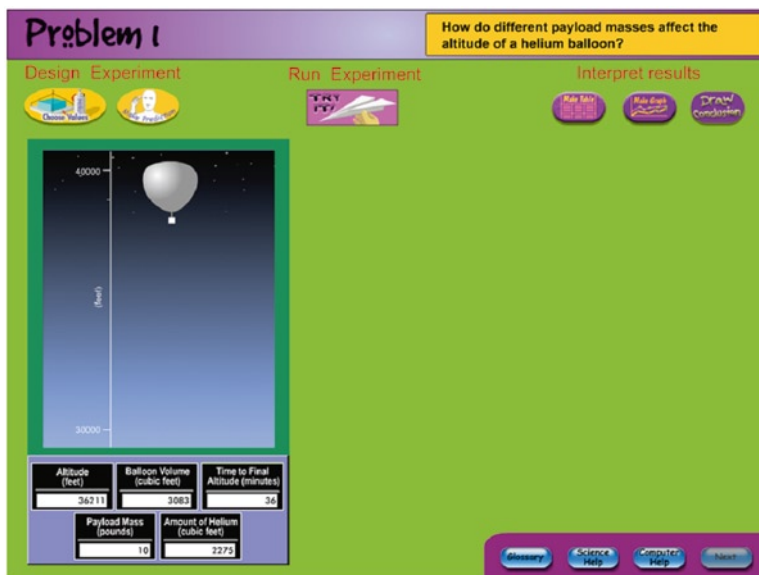 Problem 1
How do different payload masses affect the
altitude of a helium balloon?
Design Experiment
Run Experiment
Interpret results
Choose Values
Make Prediction
TRY
IT!
Make Table
Make Graph
Draw
Conclusion
40000
(feet)
30000
Altitude
(feet)
36211
Balloon Volume
(cubic feet)
3083
Time to Final
Altitude (minutes)
36
Payload Mass
(pounds)
10
Amount of Helium
(cubic feet)
2275
Glossary
Science
Help
Computer
Help
Next